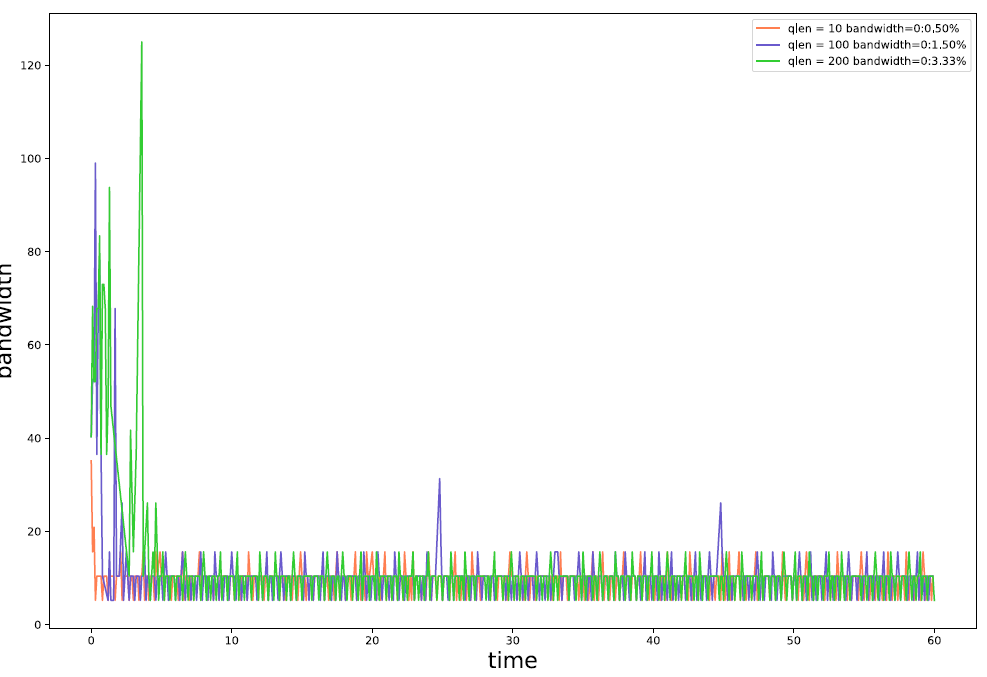 qlen = 10 bandwidth=0:0.50%
qlen = 100 bandwidth=0:1.50%
qlen = 200 bandwidth=0:3.33%
120
100
80
60
40
20
0
bandwidth
0 10 20 30 40 50 60
time